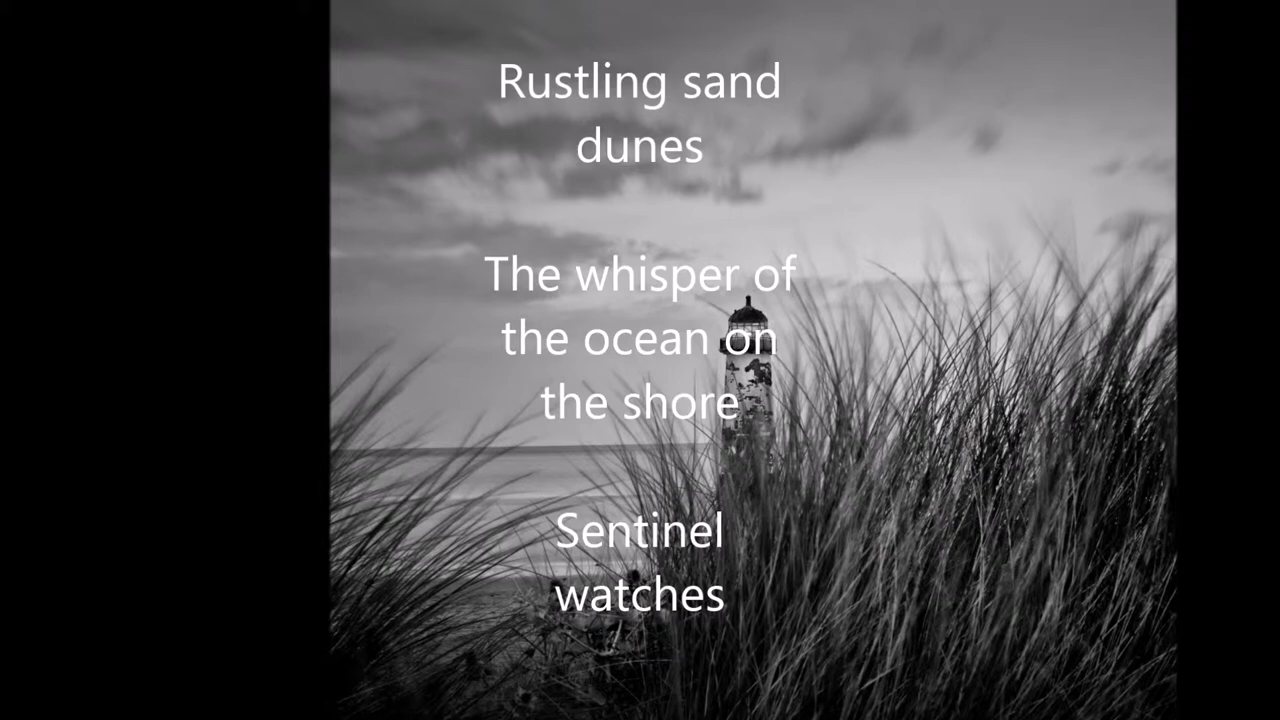 Rustling sand
dunes
The whisper of
the ocean on
the shore
Sentinel
watches